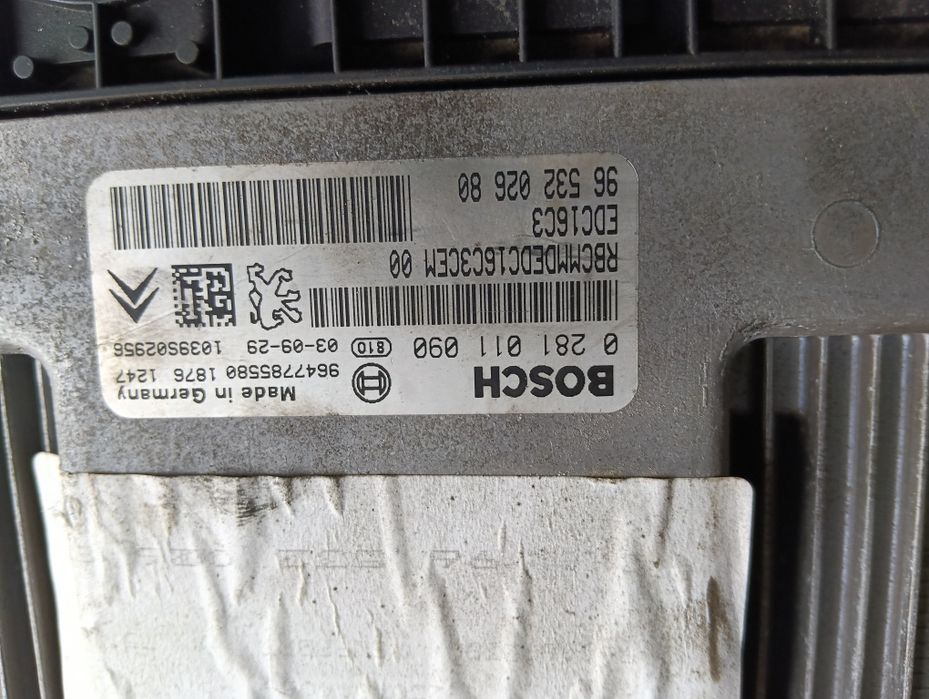 BOSCH
Made in Germany
9647785580 1876 1247
0 281 011 090
810 03-09-29 1039S02956
RBCMMDEDC16C3CEM 00
EDC16C3
96 532 026 80